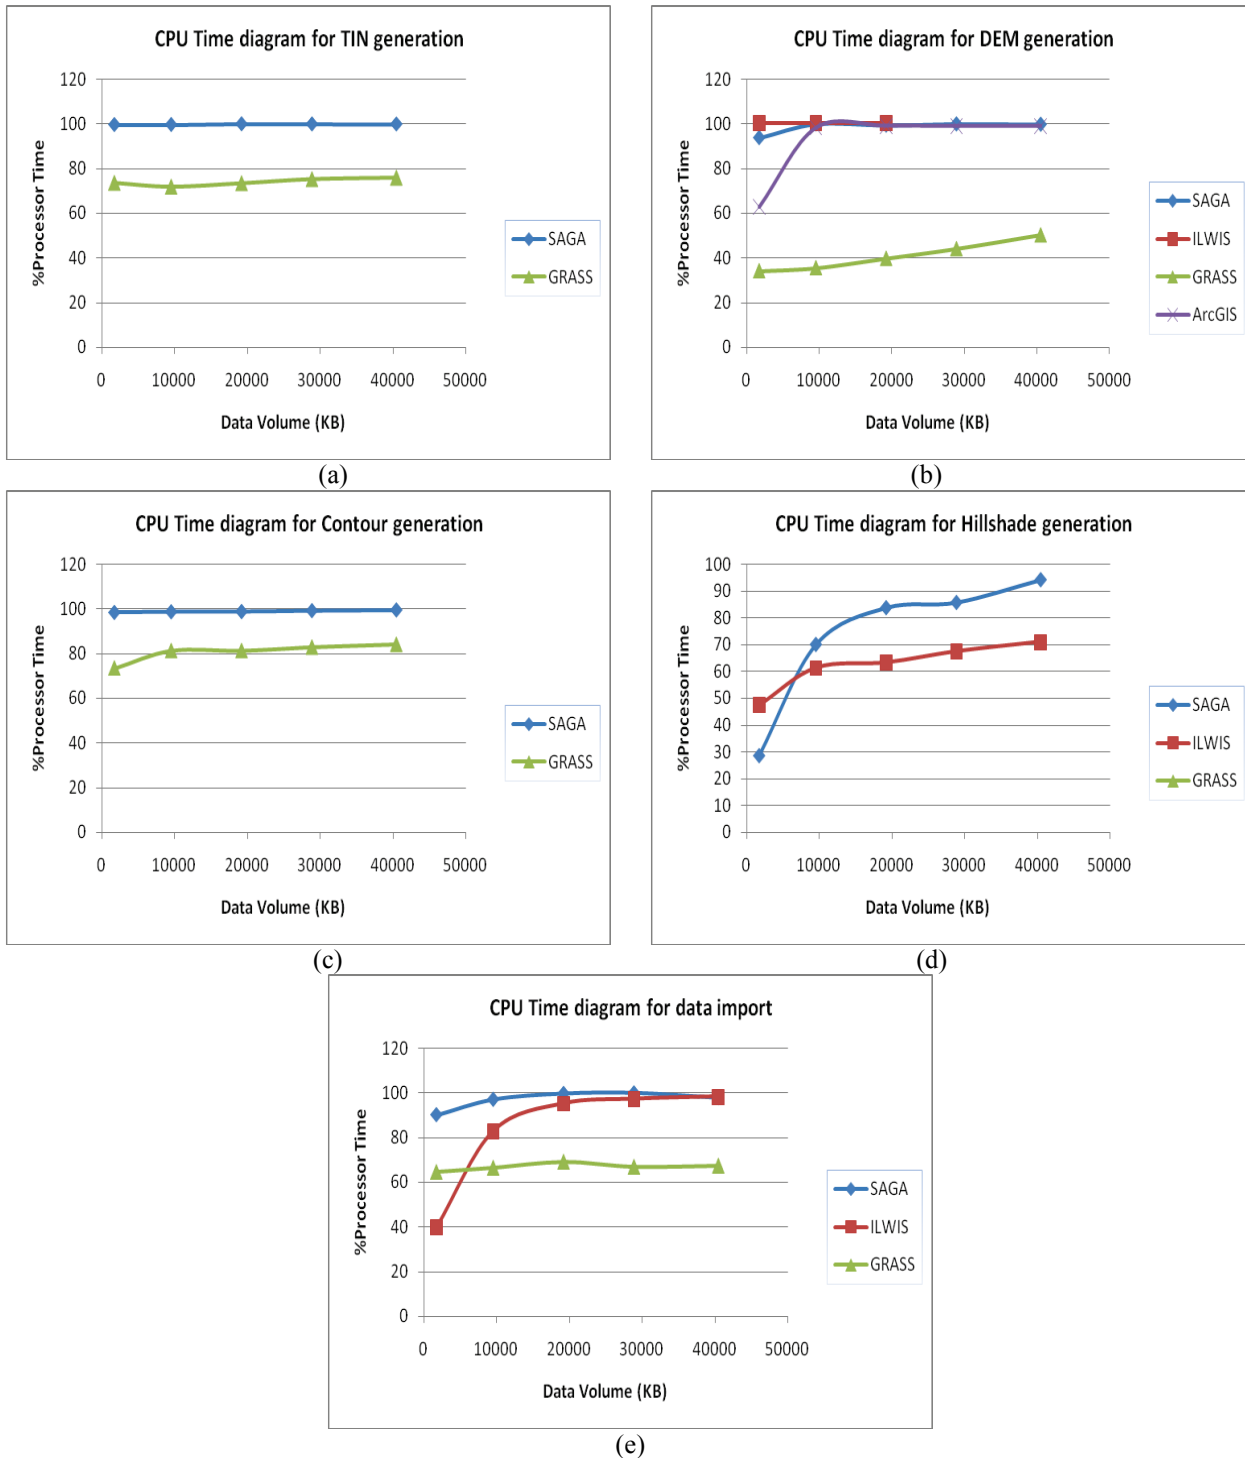 CPU Time diagram for TIN generation
120
100
80
60
40
20
0
%Processor Time
0 10000 20000 30000 40000 50000
Data Volume (KB)
SAGA
GRASS
(a)
CPU Time diagram for DEM generation
120
100
80
60
40
20
0
%Processor Time
0 10000 20000 30000 40000 50000
Data Volume (KB)
SAGA
ILWIS
GRASS
ArcGIS
(b)
CPU Time diagram for Contour generation
120
100
80
60
40
20
0
%Processor Time
0 10000 20000 30000 40000 50000
Data Volume (KB)
SAGA
GRASS
(c)
CPU Time diagram for Hillshade generation
100
90
80
70
60
50
40
30
20
10
0
%Processor Time
0 10000 20000 30000 40000 50000
Data Volume (KB)
SAGA
ILWIS
GRASS
(d)
CPU Time diagram for data import
120
100
80
60
40
20
0
%Processor Time
0 10000 20000 30000 40000 50000
Data Volume (KB)
SAGA
ILWIS
GRASS
(e)